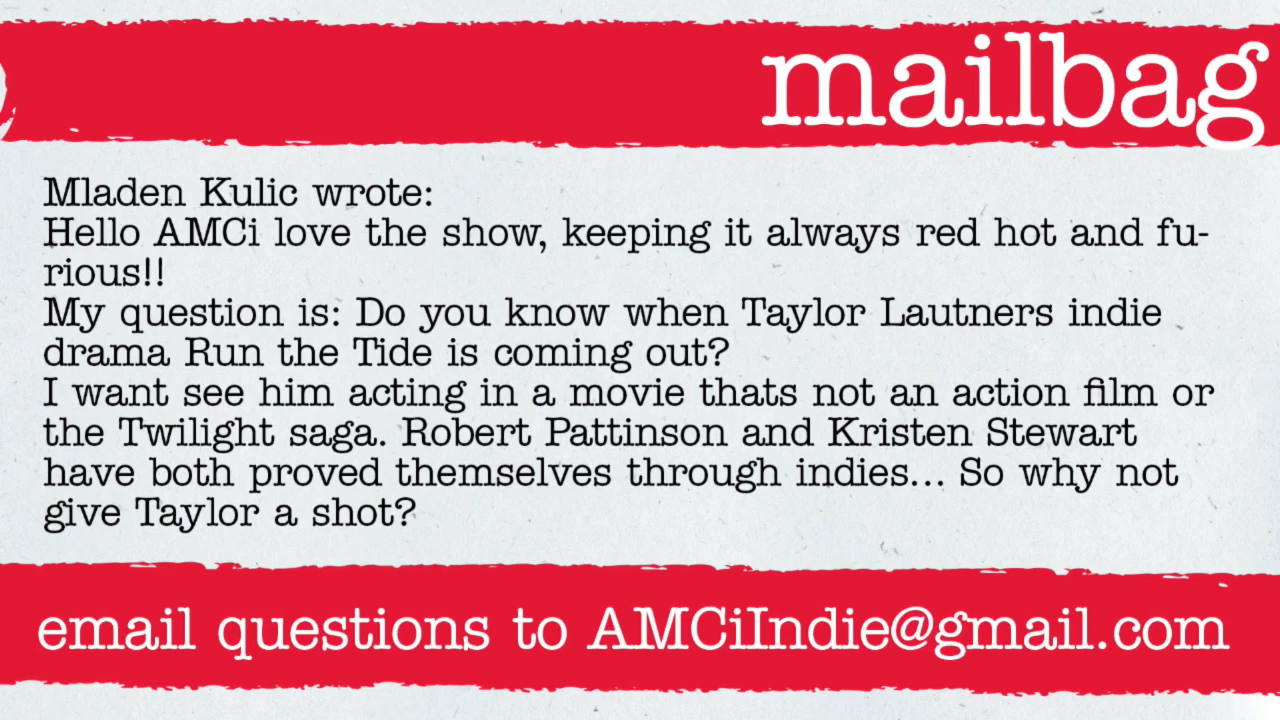 mailbag
Mladen Kulic wrote:
Hello AMCi love the show, keeping it always red hot and fu-
rious!!
My question is: Do you know when Taylor Lautners indie
drama Run the Tide is coming out?
I want see him acting in a movie thats not an action film or
the Twilight saga. Robert Pattinson and Kristen Stewart
have both proved themselves through indies... So why not
give Taylor a shot?
email questions to AMCiIndie@gmail.com